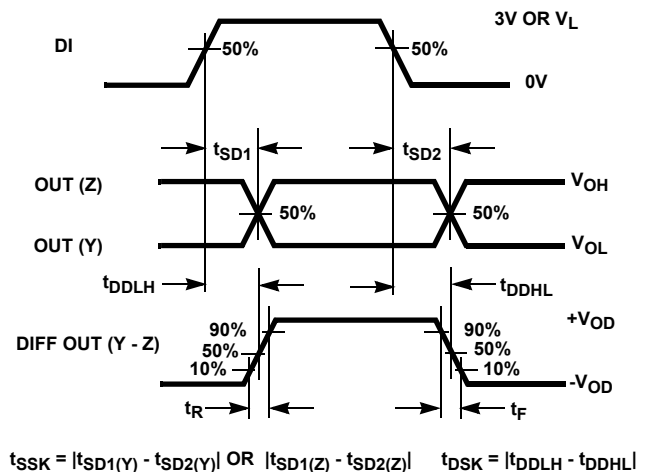 3V OR VL
DI
50%
50%
0V
tSD1
tSD2
OUT (Z)
VOH
50%
50%
OUT (Y)
VOL
tDDLH
tDDHL
+VOD
90%
90%
DIFF OUT (Y - Z)
50%
50%
10%
10%
-VOD
tR
tF
tSSK = |tSD1(Y) - tSD2(Y)| OR |tSD1(Z) - tSD2(Z)|
tDSK = |tDDLH - tDDHL|